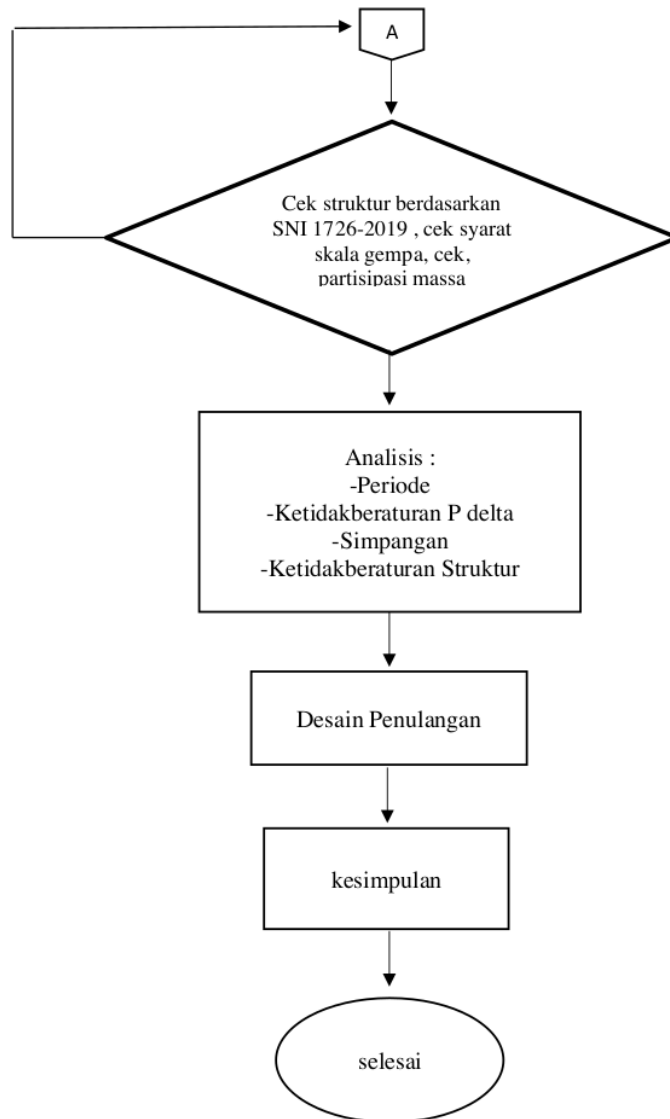 A
Cek struktur berdasarkan
SNI 1726-2019 , cek syarat
skala gempa, cek,
partisipasi massa
Analisis :
-Periode
-Ketidakberaturan P delta
-Simpangan
-Ketidakberaturan Struktur
Desain Penulangan
kesimpulan
selesai